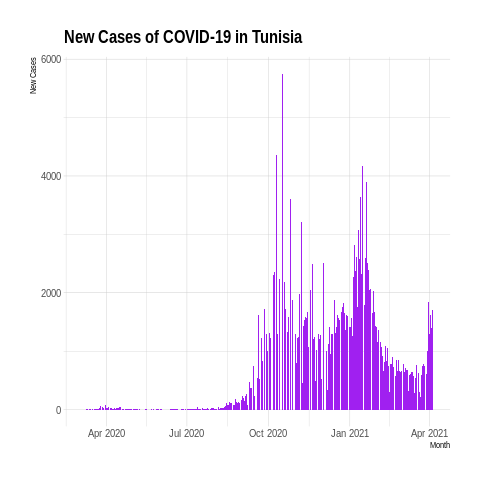 New Cases of COVID-19 in Tunisia
New Cases
6000
4000
2000
0
Apr 2020
Jul 2020
Oct 2020
Jan 2021
Apr 2021
Month